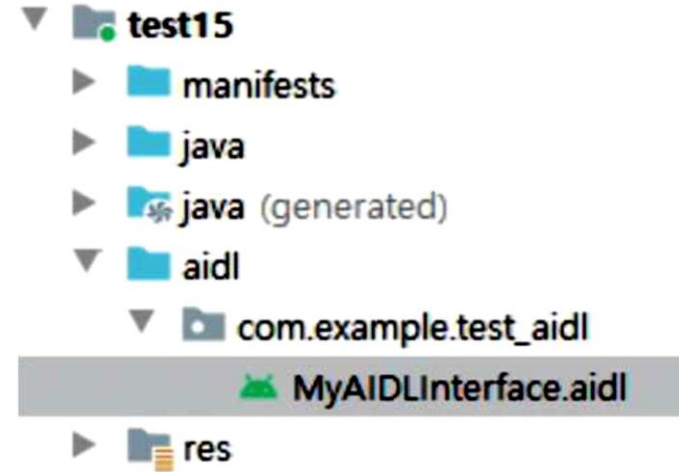 test15
manifests
java
java (generated)
aidl
com.example.test_aidl
MyAIDLInterface.aidl
res